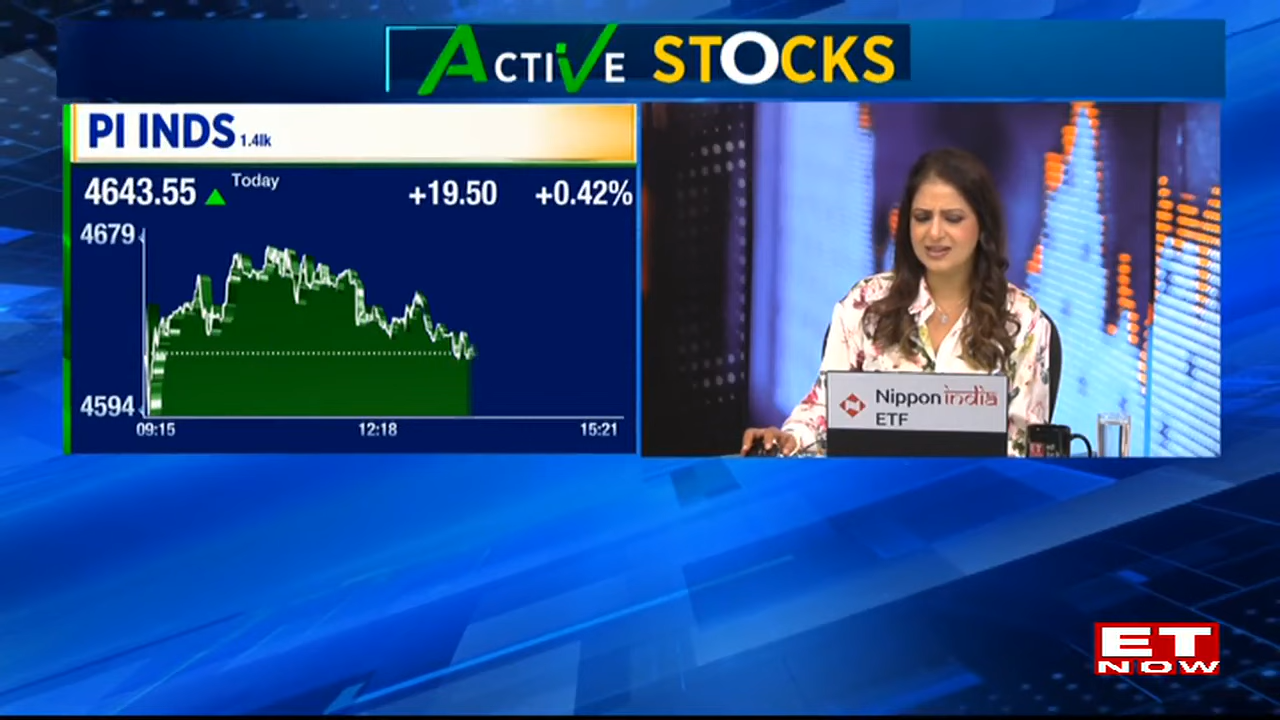 ACTIVE STOCKS
PI INDS 1.41k
4643.55 Today +19.50 +0.42%
4679
4594
09:15 12:18 15:21
Nippon india
ETF
ET
NOW